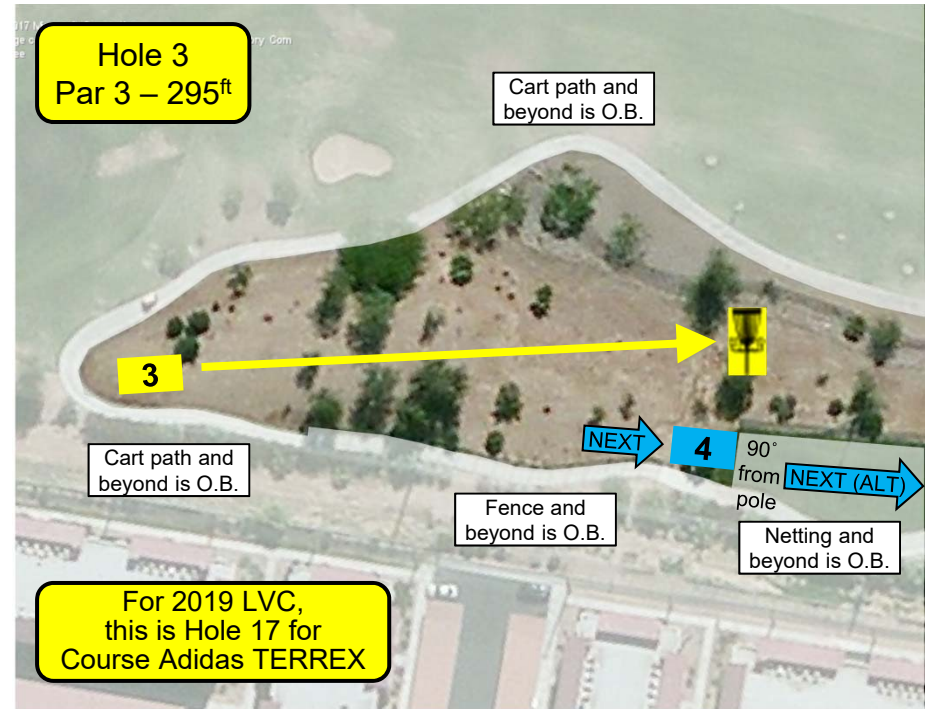 Hole 3
Par 3 – 295ft
Cart path and
beyond is O.B.
3
NEXT
4
90°
from
pole
NEXT (ALT)
Cart path and
beyond is O.B.
Fence and
beyond is O.B.
Netting and
beyond is O.B.
For 2019 LVC,
this is Hole 17 for
Course Adidas TERREX